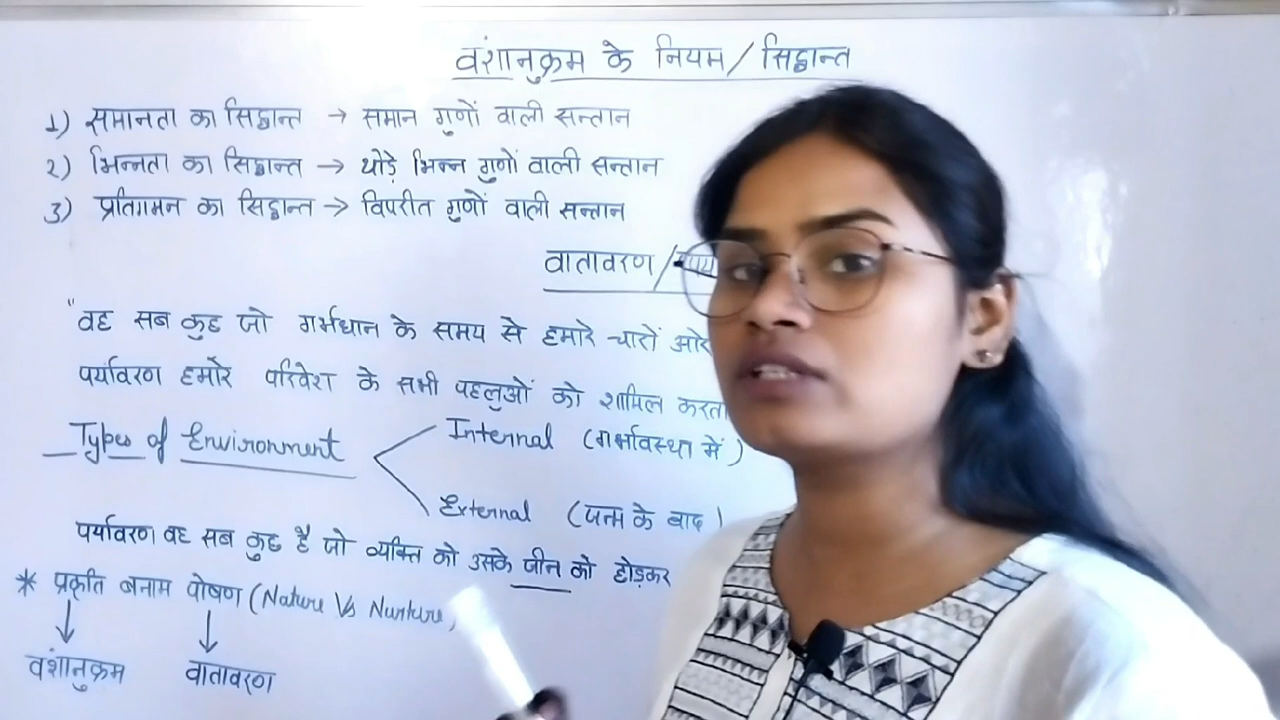 वंशानुक्रम के नियम / सिद्धान्त
1) समानता का सिद्धान्त → समान गुणों वाली सन्तान
2) भिन्नता का सिद्धान्त → थोड़े भिन्न गुणों वाली सन्तान
3) प्रतिगमन का सिद्धान्त → विपरीत गुणों वाली सन्तान
वातावरण /
"वह सब कुछ जो गर्भधान के समय से हमारे चारों ओर
पर्यावरण हमारे परिवेश के सभी पहलुओं को शामिल करता
Types of Environment
Internal (गर्भावस्था में)
External (जन्म के बाद)
पर्यावरण वह सब कुछ है जो व्यक्ति को उसके जीन को छोड़कर
* प्रकृति बनाम पोषण (Nature Vs Nurture)
↓ ↓
वंशानुक्रम वातावरण